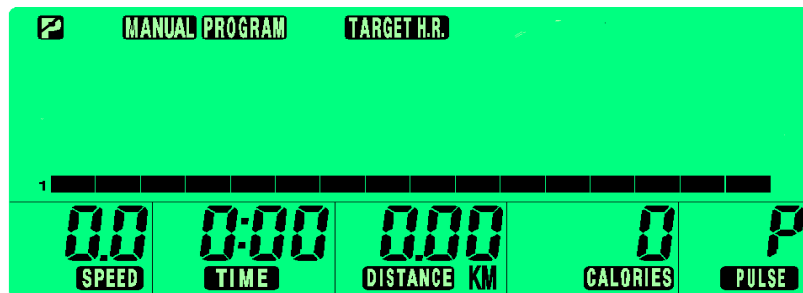 P MANUAL PROGRAM TARGET H.R.
1
0.0 0:00 0.00 0 P
SPEED TIME DISTANCE KM CALORIES PULSE